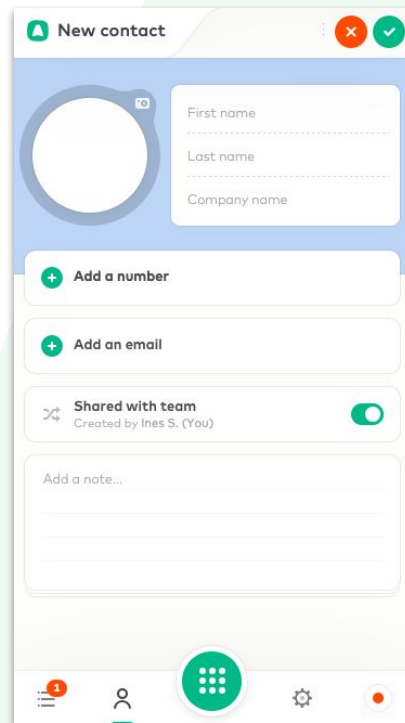 New contact
First name
Last name
Company name
Add a number
Add an email
Shared with team
Created by Ines S. (You)
Add a note...
1